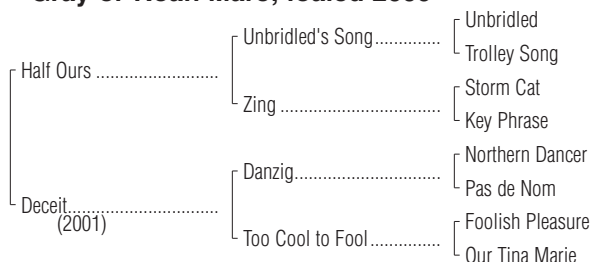 Unbridled
Unbridled's Song
Trolley Song
Half Ours
Storm Cat
Zing
Key Phrase
Northern Dancer
Danzig
Pas de Nom
Deceit
(2001)
Foolish Pleasure
Too Cool to Fool
Our Tina Marie